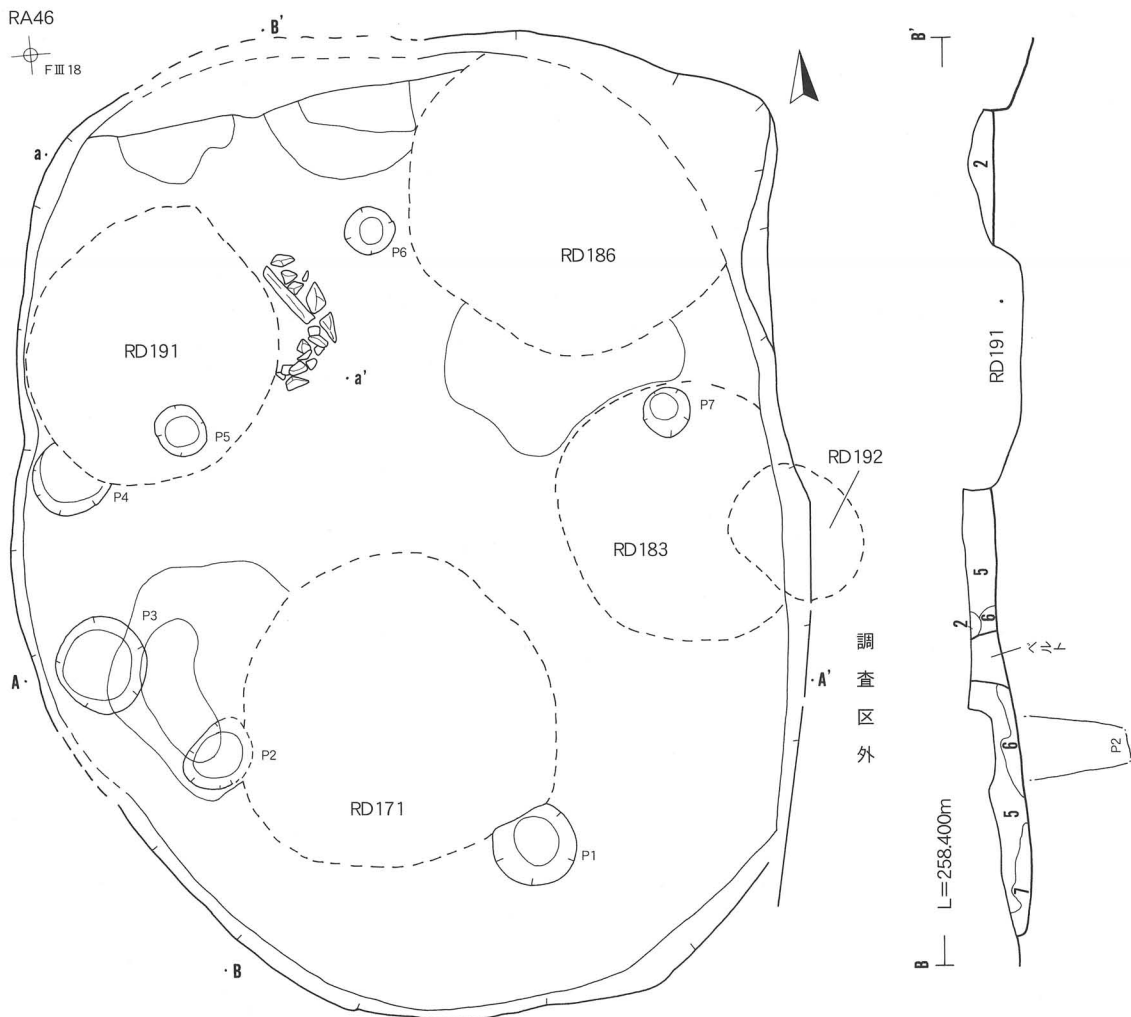 RA46
FⅢ18
B'
a
P6
RD186
RD191
a'
P5
P7
P4
RD192
RD183
P3
A
A'
調査区外
P2
RD171
P1
B
B'
2
RD191
5
2
6
ベルト
6
P2
5
7
L=258.400m
B